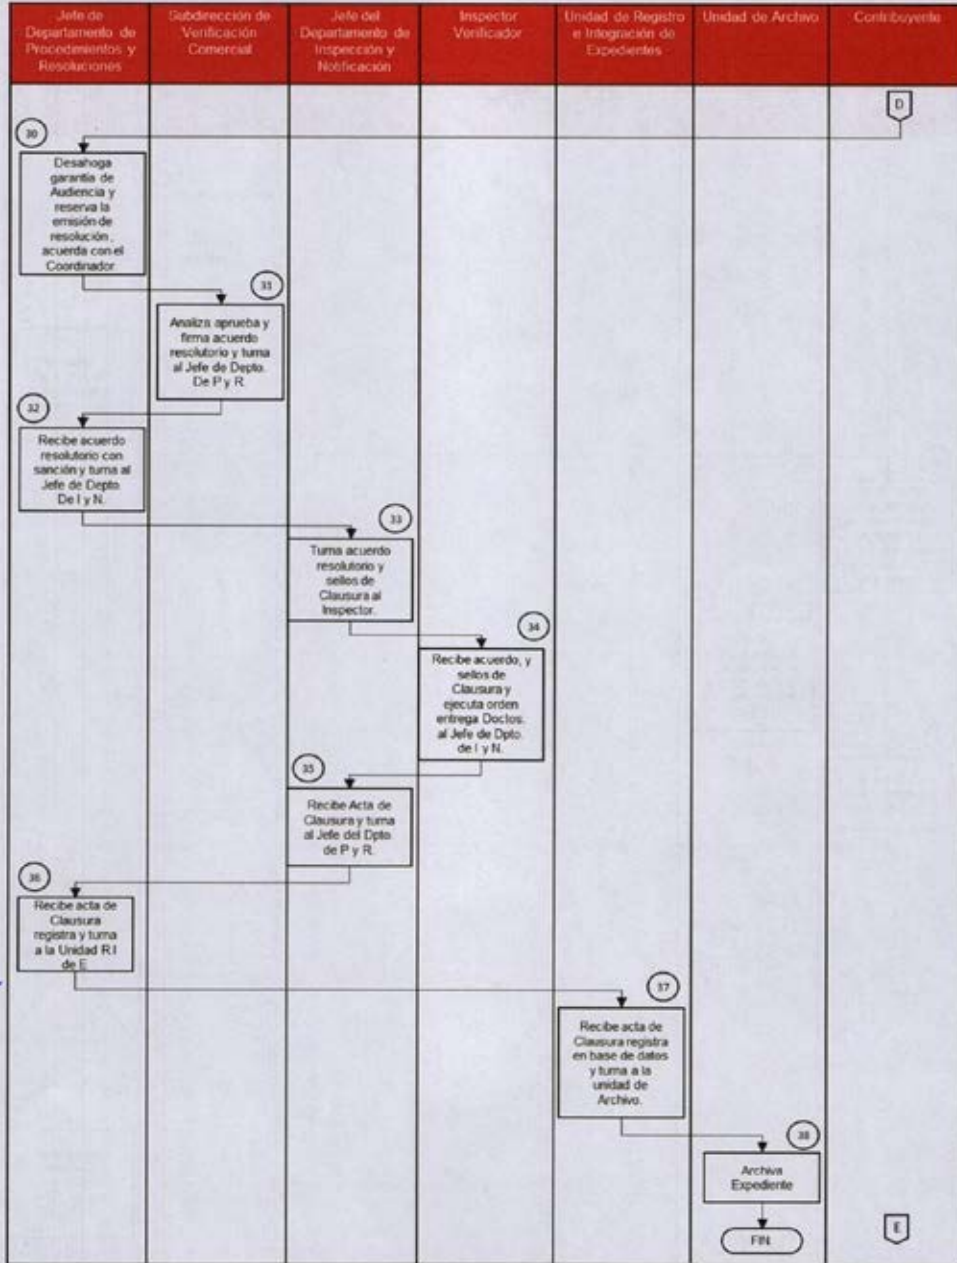 Jefe de
Departamento de
Procedimientos y
Resoluciones
Subdirección de
Verificación
Comercial
Jefe del
Departamento de
Inspección y
Notificación
Inspector
Verificador
Unidad de Registro
e Integración de
Expedientes
Unidad de Archivo
Contribuyente
D
30
Desahoga
garantía de
Audiencia y
reserva la
emisión de
resolución,
acuerda con el
Coordinador.
31
Analiza aprueba y
firma acuerdo
resolutorio y turna
al Jefe de Depto.
De P y R.
32
Recibe acuerdo
resolutorio con
sanción y turna al
Jefe de Depto.
De I y N.
33
Turna acuerdo
resolutorio y
sellos de
Clausura al
Inspector.
34
Recibe acuerdo, y
sellos de
Clausura y
ejecuta orden
entrega Doctos.
al Jefe de Dpto.
de I y N.
35
Recibe Acta de
Clausura y turna
al Jefe del Dpto.
de P y R.
36
Recibe acta de
Clausura
registra y turna
a la Unidad R.I
de E
37
Recibe acta de
Clausura registra
en base de datos
y turna a la
unidad de
Archivo.
38
Archiva
Expediente
FIN.
E